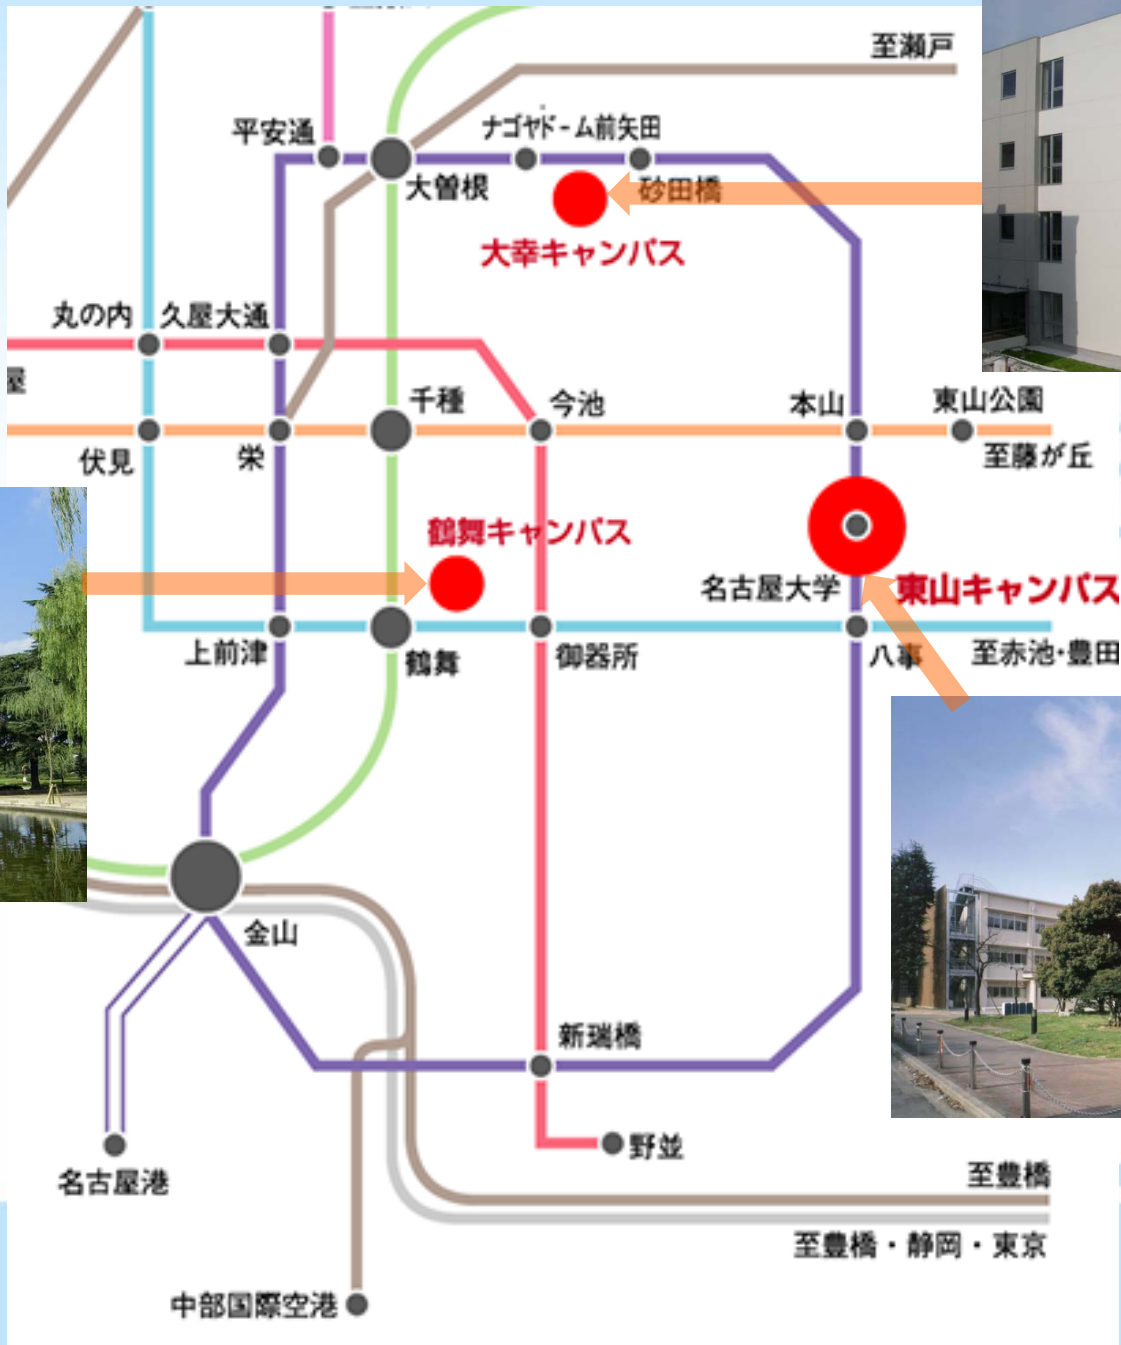 至瀬戸
平安通
ナゴヤドーム前矢田
大曽根
砂田橋
大幸キャンパス
丸の内
久屋大通
屋
千種
今池
本山
東山公園
伏見
栄
至藤が丘
鶴舞キャンパス
名古屋大学
東山キャンパス
上前津
鶴舞
御器所
八事
至赤池・豊田
金山
新瑞橋
野並
名古屋港
至豊橋
至豊橋・静岡・東京
中部国際空港